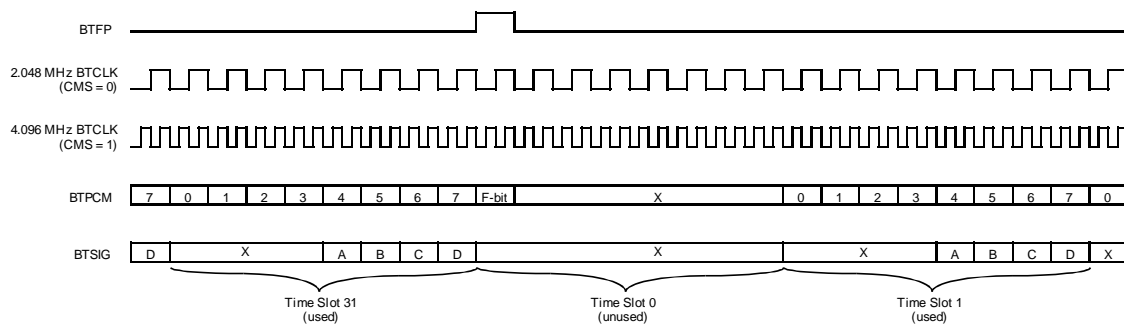 BTFP
2.048 MHz BTCLK
(CMS = 0)
4.096 MHz BTCLK
(CMS = 1)
BTPCM 7 0 1 2 3 4 5 6 7 F-bit X 0 1 2 3 4 5 6 7 0
BTSIG D X A B C D X X A B C D X
Time Slot 31 Time Slot 0 Time Slot 1
(used) (unused) (used)